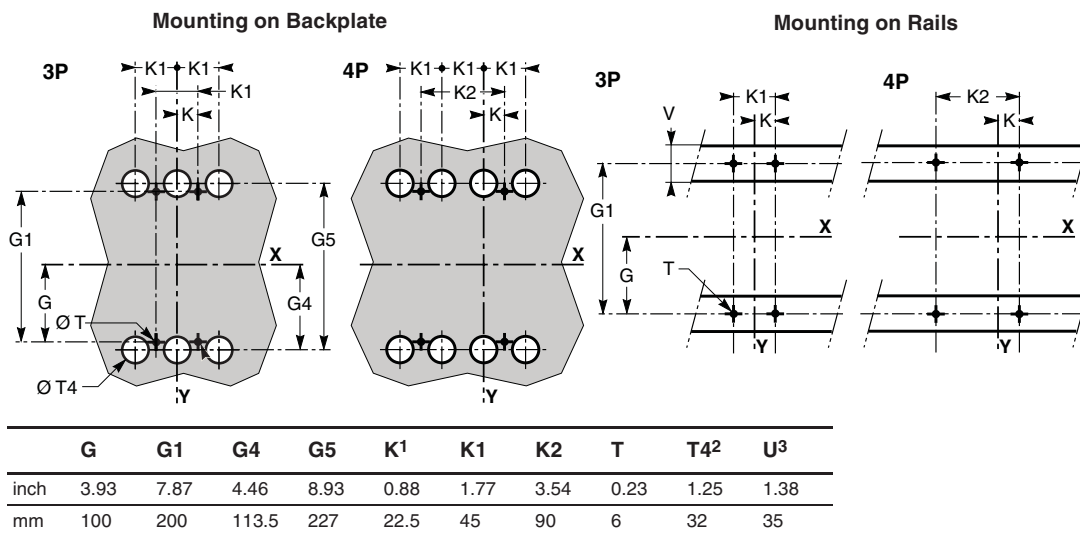 Mounting on Backplate
Mounting on Rails
3P
K1 K1
K1
K
G1
G
G5
G4
X
Ø T
Ø T4
Y
4P
K1 K1 K1
K2
K
X
Y
3P
K1
K
V
G1
G
T
X
Y
4P
K2
K
X
Y
G G1 G4 G5 K1 K1 K2 T T42 U3
inch 3.93 7.87 4.46 8.93 0.88 1.77 3.54 0.23 1.25 1.38
mm 100 200 113.5 227 22.5 45 90 6 32 35